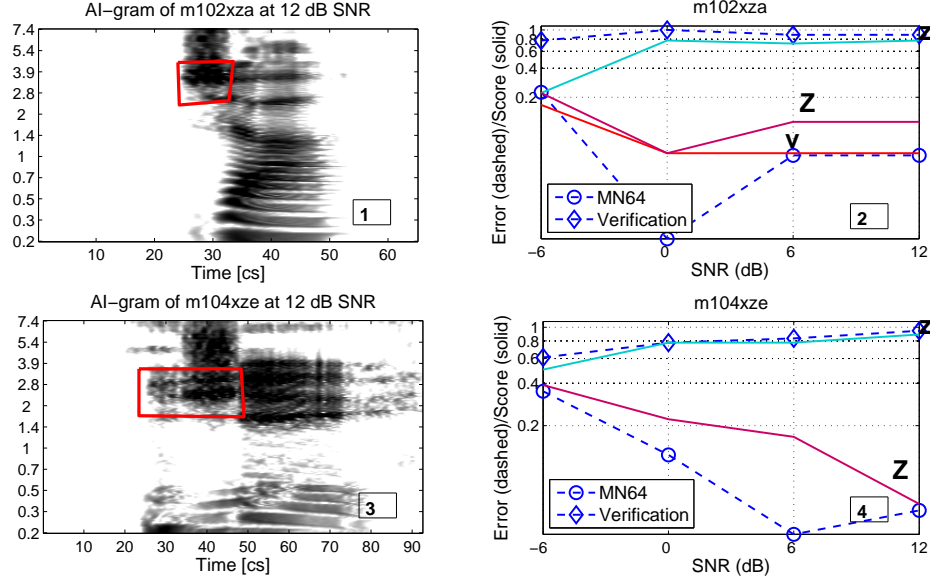 AI−gram of m102xza at 12 dB SNR
7.4
3.9
2.8
2
1.4
1
0.7
0.5
0.3
0.2
10 20 30 40 50 60
Time [cs]
1
m102xza
Error (dashed)/Score (solid)
1
0.8
0.6
0.4
0.2
z
Z
v
MN64
Verification
2
−6 0 6 12
SNR (dB)
AI−gram of m104xze at 12 dB SNR
7.4
5.4
3.9
2.8
2
1.4
1
0.7
0.5
0.3
0.2
10 20 30 40 50 60 70 80 90
Time [cs]
3
m104xze
Error (dashed)/Score (solid)
1
0.8
0.6
0.4
0.2
z
Z
MN64
Verification
4
−6 0 6 12
SNR (dB)